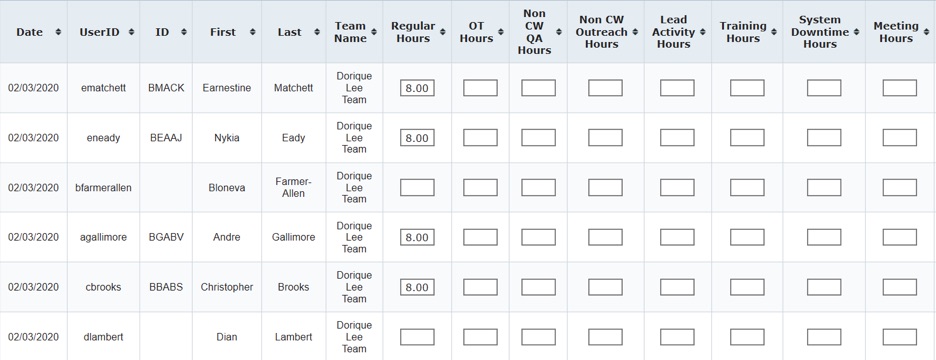 Date UserID ID First Last Team Name Regular Hours OT Hours Non CW QA Hours Non CW Outreach Hours Lead Activity Hours Training Hours System Downtime Hours Meeting Hours
02/03/2020 ematchett BMACK Earnestine Matchett Dorique Lee Team 8.00
02/03/2020 eneady BEAAJ Nykia Eady Dorique Lee Team 8.00
02/03/2020 bfarmerallen Bloneva Farmer-Allen Dorique Lee Team
02/03/2020 agallimore BGABV Andre Gallimore Dorique Lee Team 8.00
02/03/2020 cbrooks BBABS Christopher Brooks Dorique Lee Team 8.00
02/03/2020 dlambert Dian Lambert Dorique Lee Team